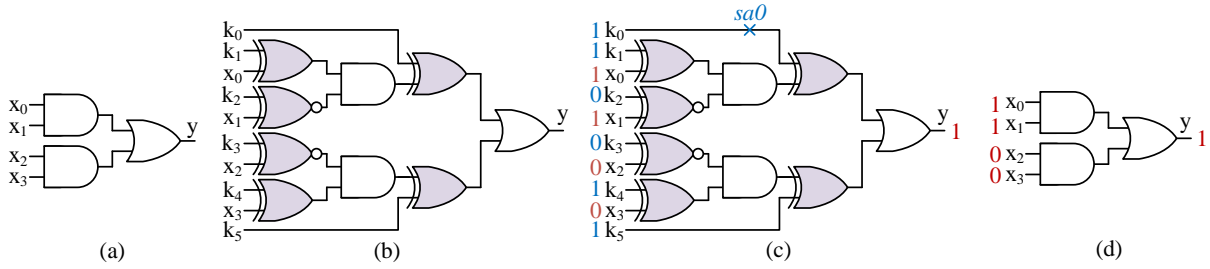 x0
x1
x2
x3
y
(a)
k0
k1
x0
k2
x1
k3
x2
k4
x3
k5
y
(b)
sa0
1 k0
1 k1
1 x0
0 k2
1 x1
0 k3
0 x2
1 k4
0 x3
1 k5
y
1
(c)
1 x0
1 x1
0 x2
0 x3
y
1
(d)